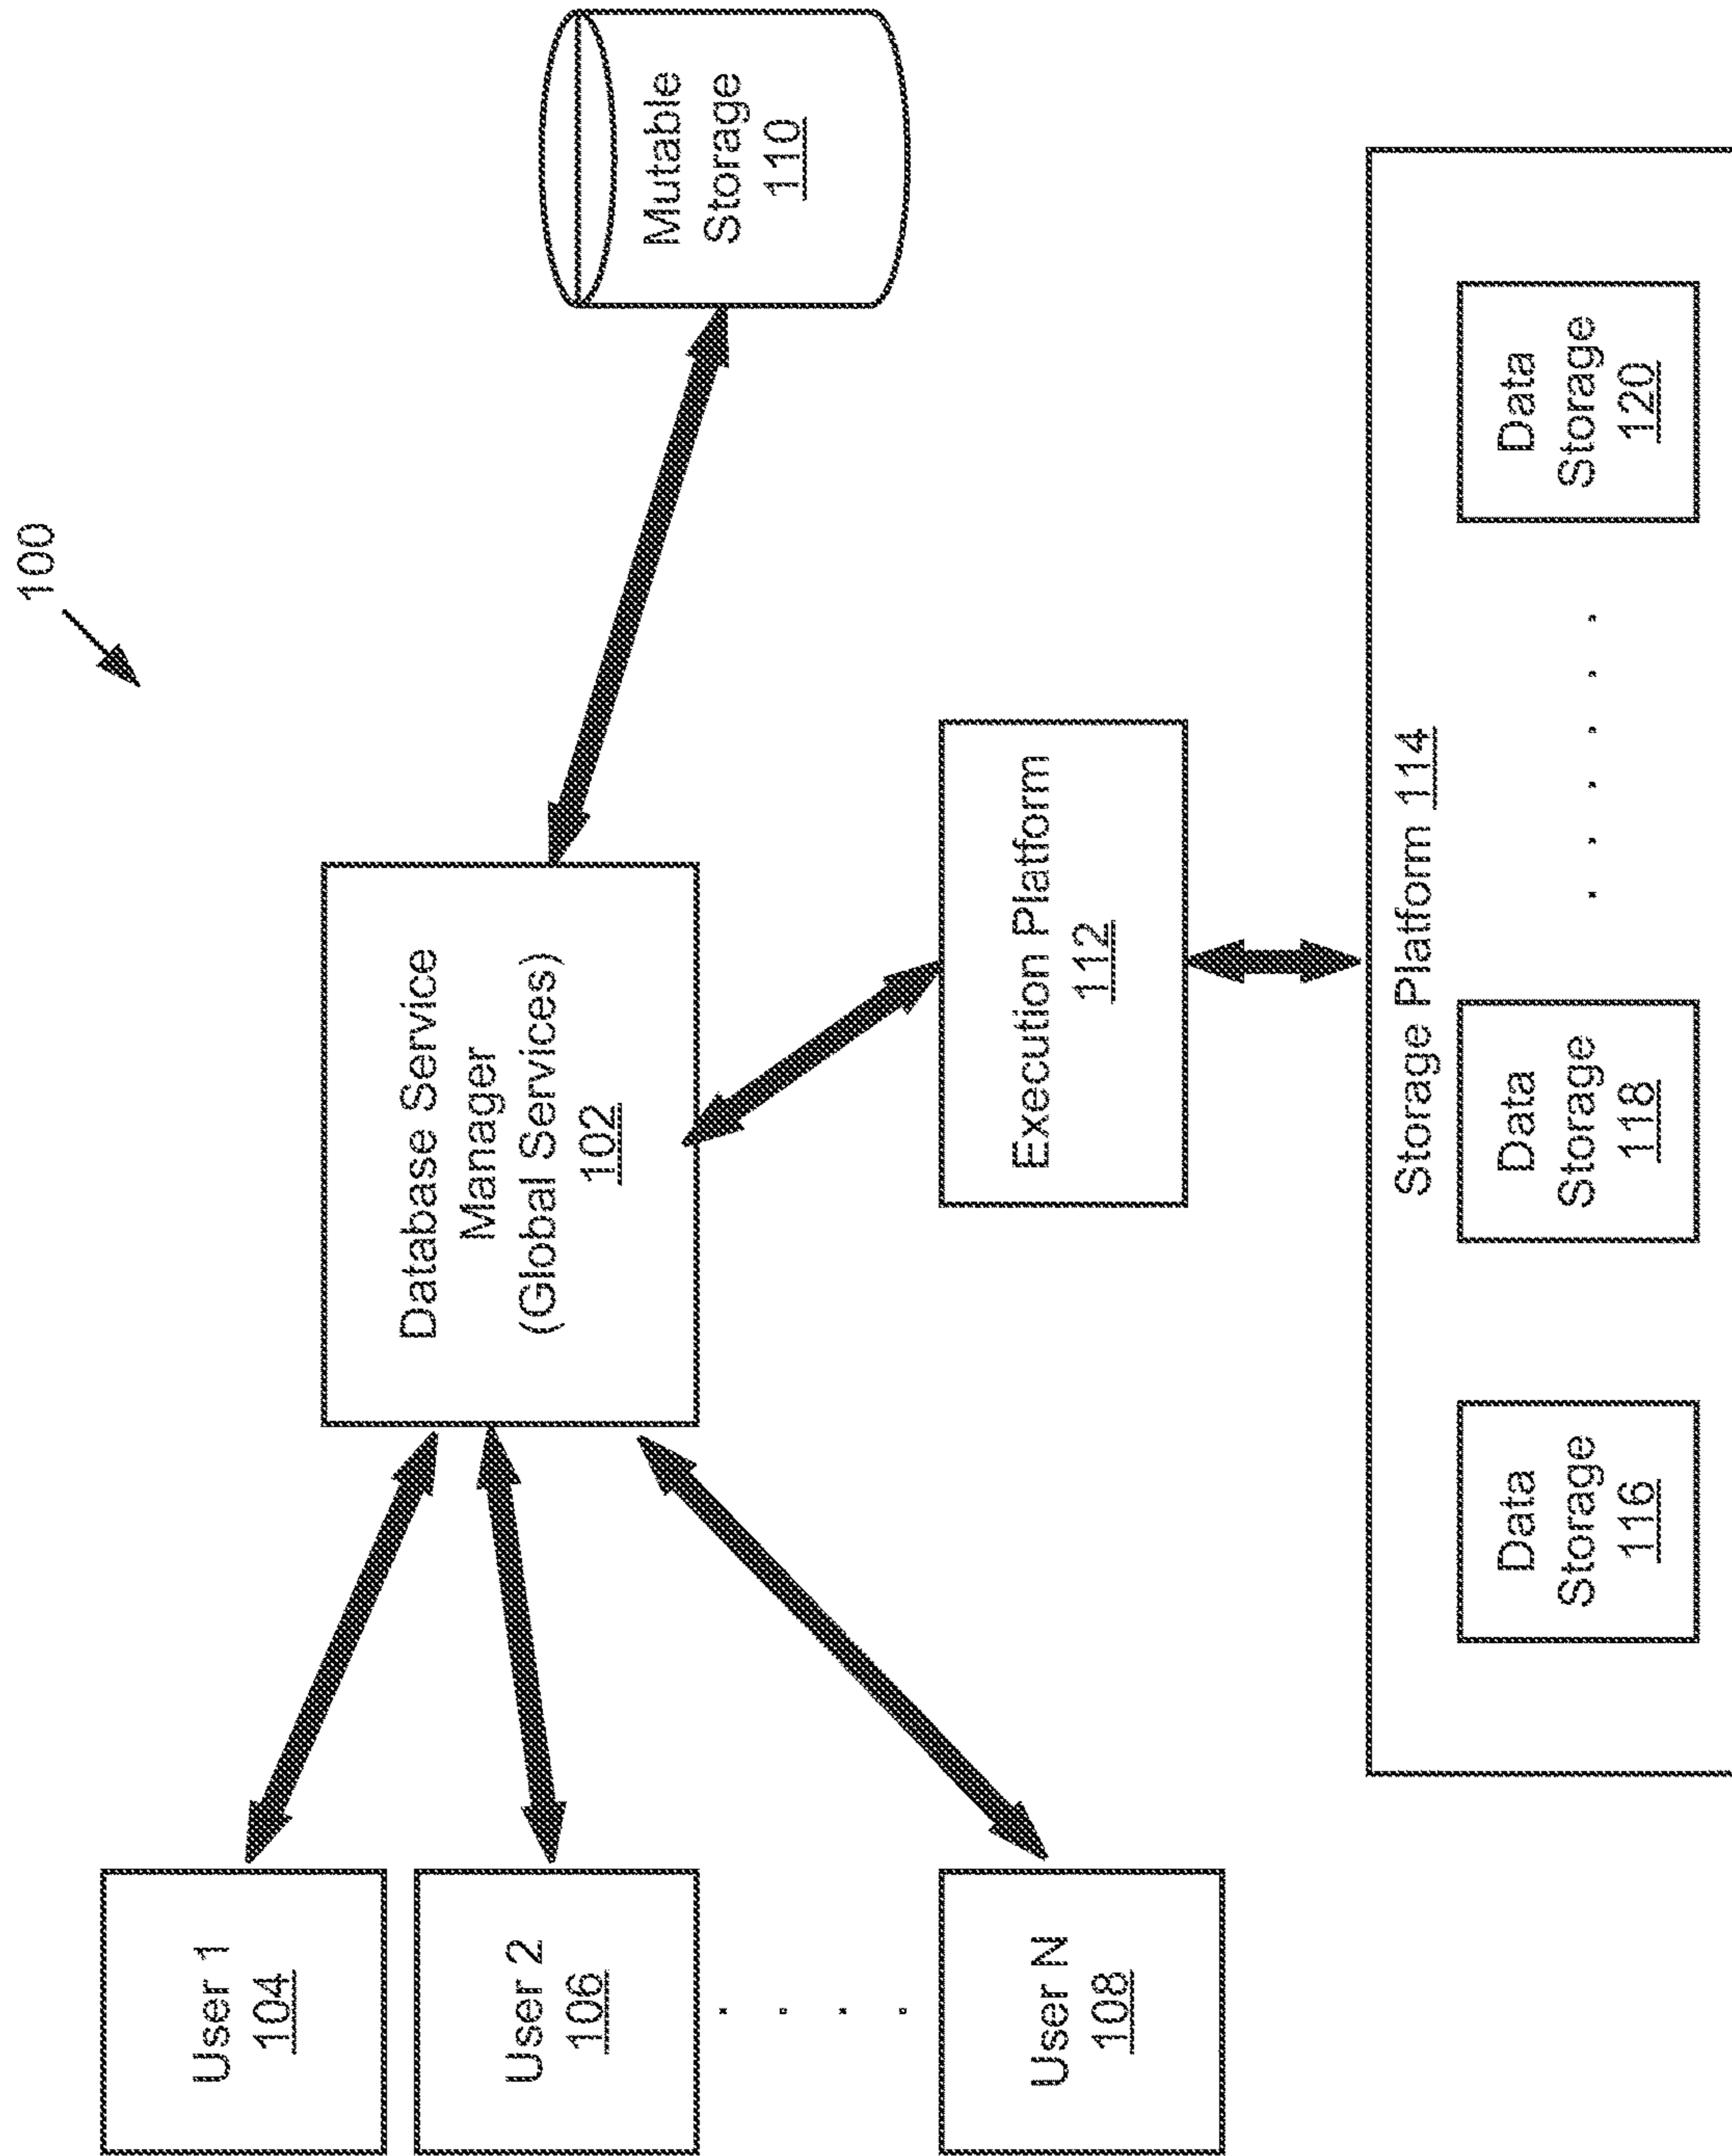 100
User 1
104
User 2
106
User N
108
Database Service
Manager
(Global Services)
102
Mutable
Storage
110
Execution Platform
112
Storage Platform 114
Data
Storage
116
Data
Storage
118
Data
Storage
120